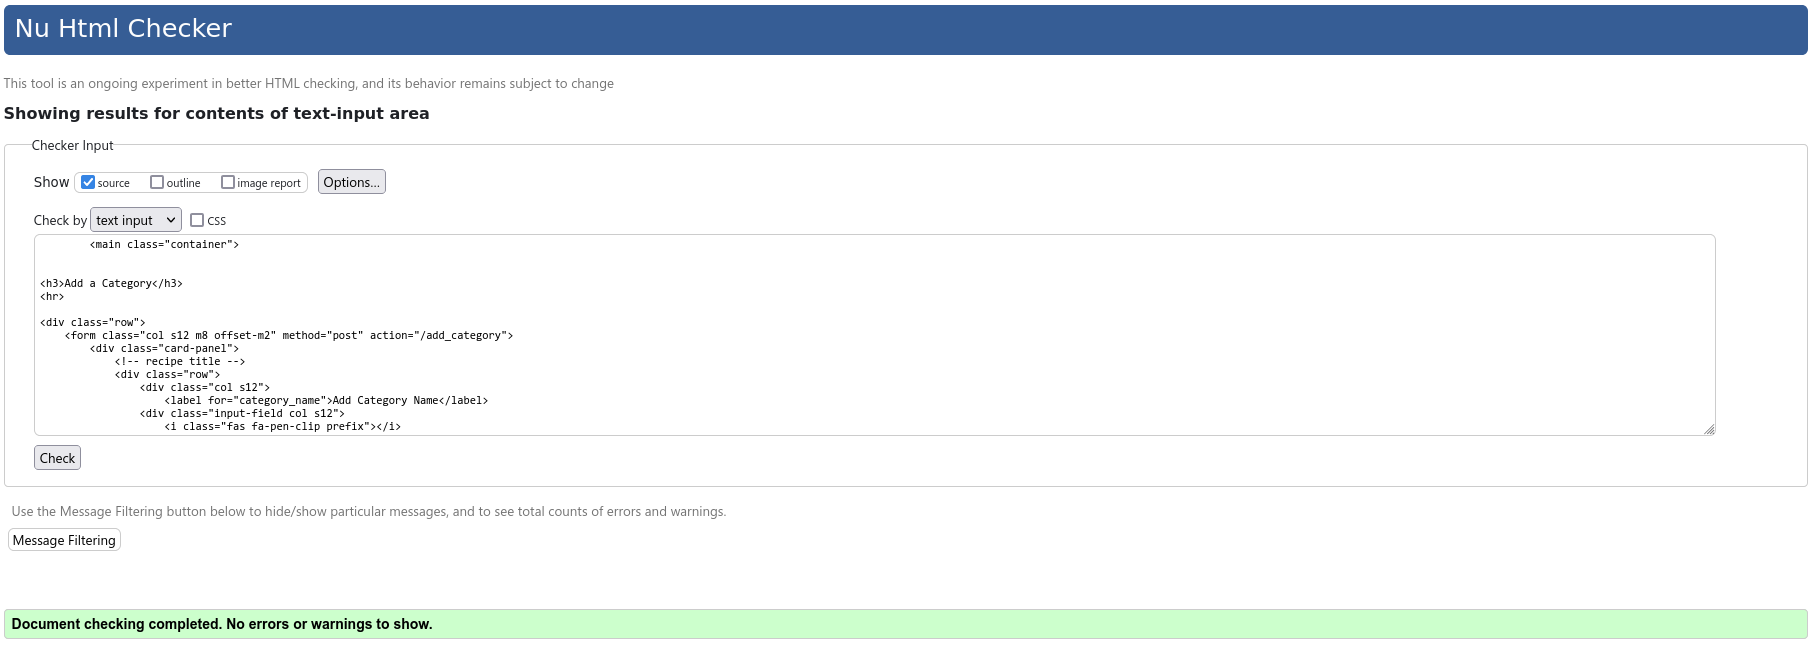 Nu Html Checker
This tool is an ongoing experiment in better HTML checking, and its behavior remains subject to change
Showing results for contents of text-input area
Checker Input
Show source outline image report Options...
Check by text input CSS
<main class="container">
<h3>Add a Category</h3>
<hr>
<div class="row">
<form class="col s12 m8 offset-m2" method="post" action="/add_category">
<div class="card-panel">
<!-- recipe title -->
<div class="row">
<div class="col s12">
<label for="category_name">Add Category Name</label>
<div class="input-field col s12">
<i class="fas fa-pen-clip prefix"></i>
Check
Use the Message Filtering button below to hide/show particular messages, and to see total counts of errors and warnings.
Message Filtering
Document checking completed. No errors or warnings to show.